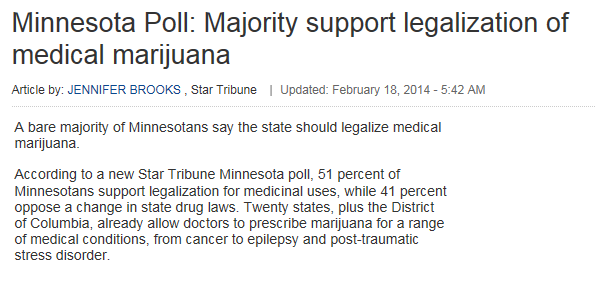 Minnesota Poll: Majority support legalization of
medical marijuana
Article by: JENNIFER BROOKS , Star Tribune | Updated: February 18, 2014 - 5:42 AM
A bare majority of Minnesotans say the state should legalize medical
marijuana.
According to a new Star Tribune Minnesota poll, 51 percent of
Minnesotans support legalization for medicinal uses, while 41 percent
oppose a change in state drug laws. Twenty states, plus the District
of Columbia, already allow doctors to prescribe marijuana for a range
of medical conditions, from cancer to epilepsy and post-traumatic
stress disorder.